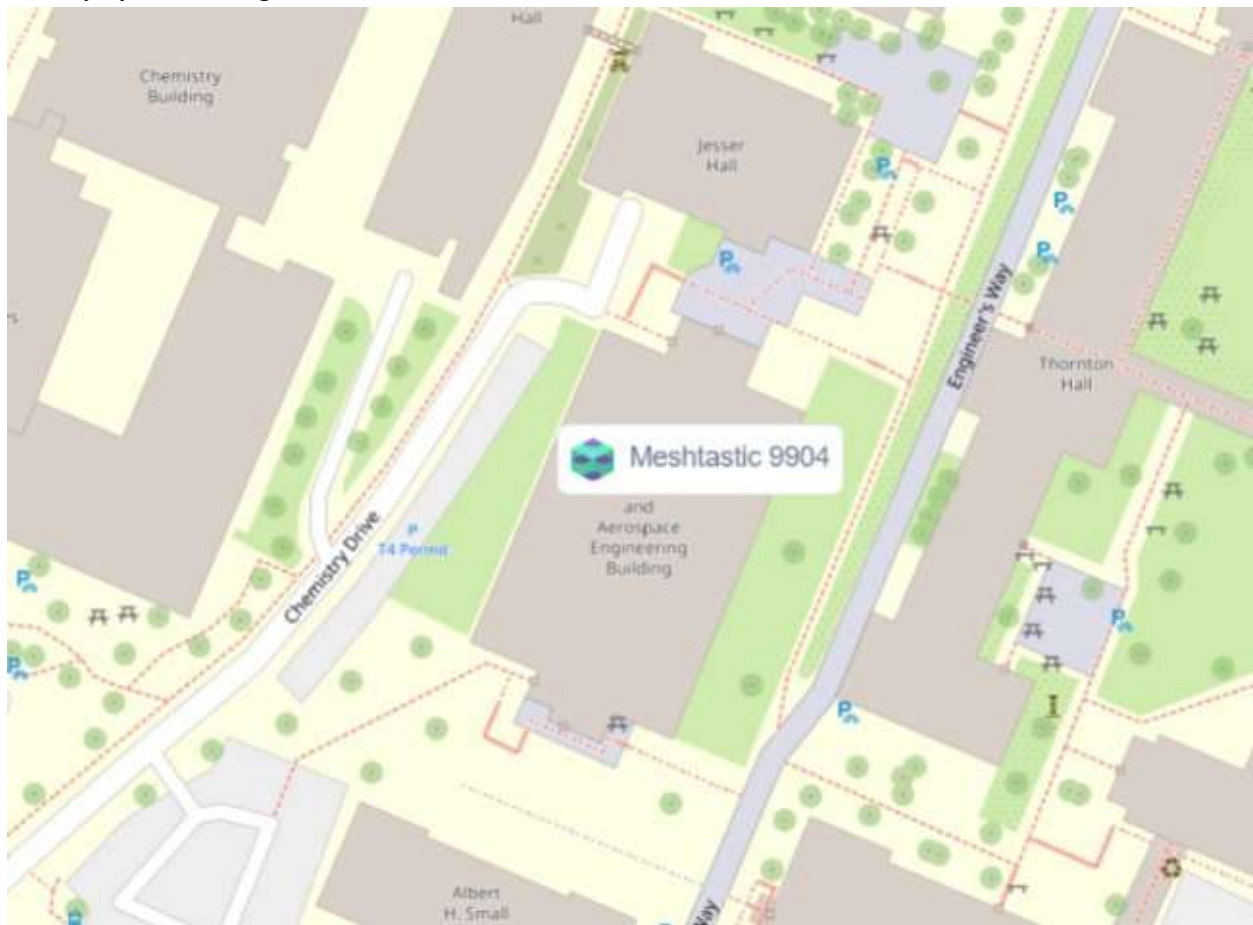 Hall
Chemistry
Building
Jesser
Hall
P
P
P
P
Engineer's Way
Thornton
Hall
Meshtastic 9904
and
Aerospace
Engineering
Building
P
T4 Permit
Chemistry Drive
P
P
P
P
Albert
H. Small
Way